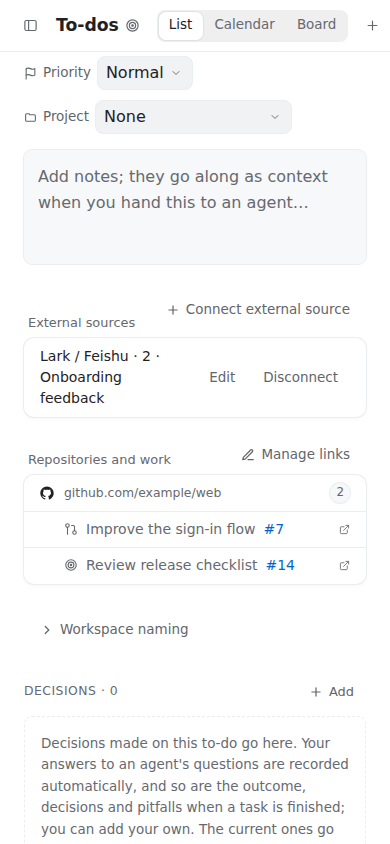 To-dos List Calendar Board
Priority Normal
Project None
Add notes; they go along as context
when you hand this to an agent…
Connect external source
External sources
Lark / Feishu · 2 ·
Onboarding
feedback
Edit Disconnect
Manage links
Repositories and work
github.com/example/web 2
Improve the sign-in flow #7
Review release checklist #14
Workspace naming
DECISIONS · 0 Add
Decisions made on this to-do go here. Your
answers to an agent's questions are recorded
automatically, and so are the outcome,
decisions and pitfalls when a task is finished;
you can add your own. The current ones go